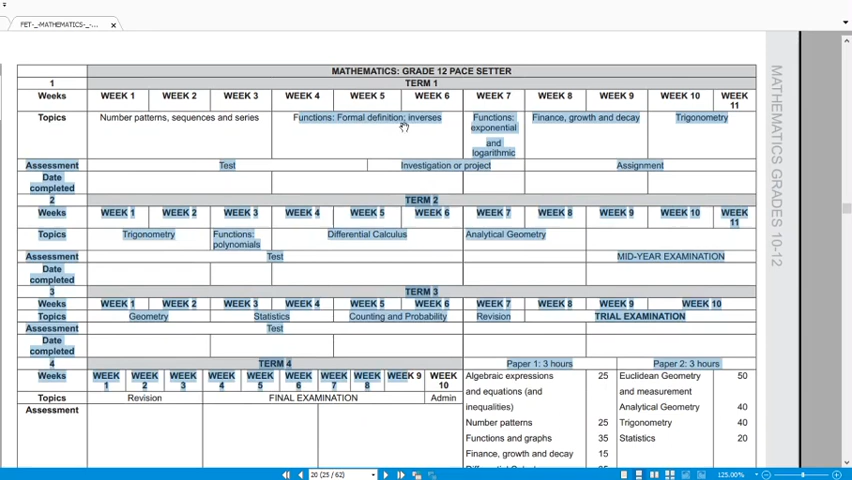 FET-_-MATHEMATICS-_-...
MATHEMATICS: GRADE 12 PACE SETTER
1 TERM 1
Weeks WEEK 1 WEEK 2 WEEK 3 WEEK 4 WEEK 5 WEEK 6 WEEK 7 WEEK 8 WEEK 9 WEEK 10 WEEK 11
Topics Number patterns, sequences and series Functions: Formal definition; inverses Functions: exponential and logarithmic Finance, growth and decay Trigonometry
Assessment Test Investigation or project Assignment
Date completed
2 TERM 2
Weeks WEEK 1 WEEK 2 WEEK 3 WEEK 4 WEEK 5 WEEK 6 WEEK 7 WEEK 8 WEEK 9 WEEK 10 WEEK 11
Topics Trigonometry Functions: polynomials Differential Calculus Analytical Geometry
Assessment Test MID-YEAR EXAMINATION
Date completed
3 TERM 3
Weeks WEEK 1 WEEK 2 WEEK 3 WEEK 4 WEEK 5 WEEK 6 WEEK 7 WEEK 8 WEEK 9 WEEK 10
Topics Geometry Statistics Counting and Probability Revision TRIAL EXAMINATION
Assessment Test
Date completed
4 TERM 4 Paper 1: 3 hours Paper 2: 3 hours
Weeks WEEK 1 WEEK 2 WEEK 3 WEEK 4 WEEK 5 WEEK 6 WEEK 7 WEEK 8 WEEK 9 WEEK 10
Topics Revision FINAL EXAMINATION Admin
Assessment
Algebraic expressions 25
and equations (and
inequalities)
Number patterns 25
Functions and graphs 35
Finance, growth and decay 15
Euclidean Geometry 50
and measurement
Analytical Geometry 40
Trigonometry 40
Statistics 20
MATHEMATICS GRADES 10-12
20 (25 / 62)
125.00%